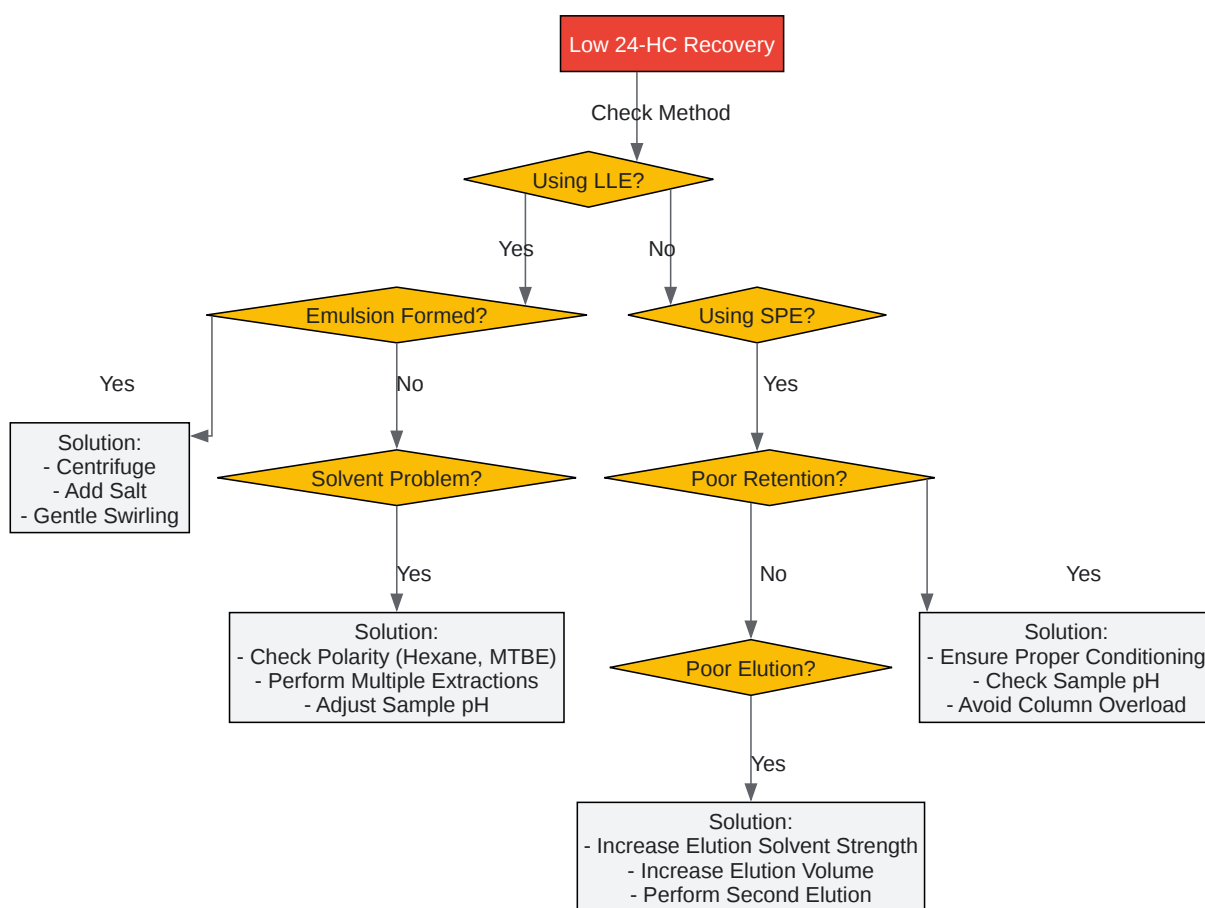 Low 24-HC Recovery
Check Method
Using LLE?
Yes
No
Emulsion Formed?
Using SPE?
Yes
No
Yes
Solution:
- Centrifuge
- Add Salt
- Gentle Swirling
Solvent Problem?
Poor Retention?
Yes
No
Yes
Solution:
- Check Polarity (Hexane, MTBE)
- Perform Multiple Extractions
- Adjust Sample pH
Poor Elution?
Solution:
- Ensure Proper Conditioning
- Check Sample pH
- Avoid Column Overload
Yes
Solution:
- Increase Elution Solvent Strength
- Increase Elution Volume
- Perform Second Elution